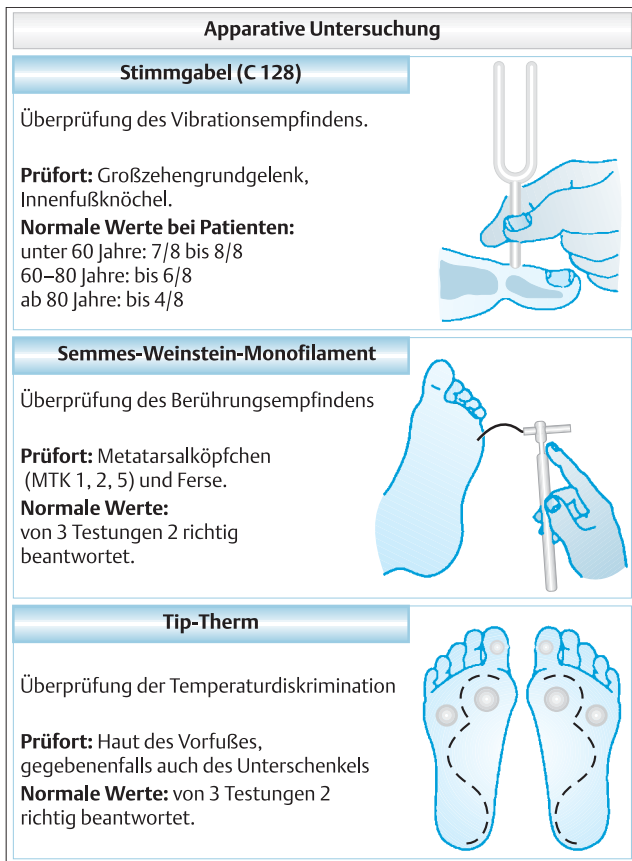 Apparative Untersuchung
Stimmgabel (C 128)
Überprüfung des Vibrationsempfindens.
Prüfort: Großzehengrundgelenk,
Innenfußknöchel.
Normale Werte bei Patienten:
unter 60 Jahre: 7/8 bis 8/8
60–80 Jahre: bis 6/8
ab 80 Jahre: bis 4/8
Semmes-Weinstein-Monofilament
Überprüfung des Berührungsempfindens
Prüfort: Metatarsalköpfchen
(MTK 1, 2, 5) und Ferse.
Normale Werte:
von 3 Testungen 2 richtig
beantwortet.
Tip-Therm
Überprüfung der Temperaturdiskrimination
Prüfort: Haut des Vorfußes,
gegebenenfalls auch des Unterschenkels
Normale Werte: von 3 Testungen 2
richtig beantwortet.